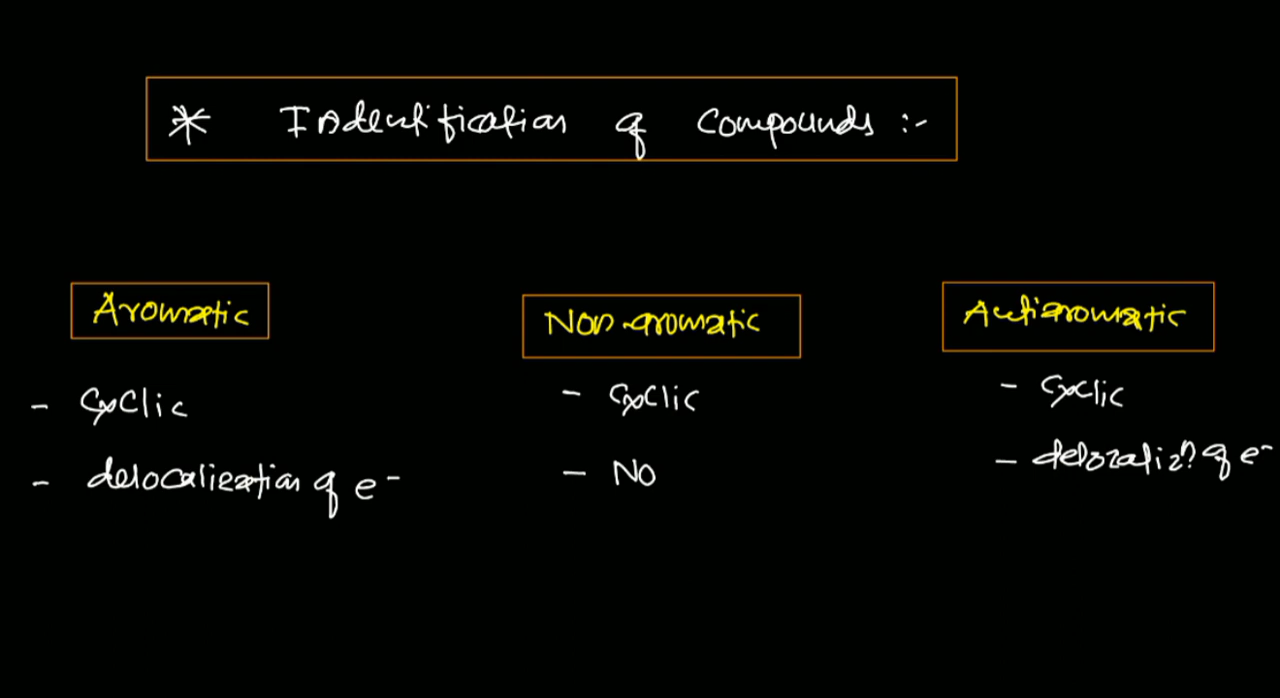 * Indentification of Compounds :-
Aromatic
Non-aromatic
Antiaromatic
- Cyclic
- Cyclic
- Cyclic
- delocalization of e-
- No
- delocalizn of e-